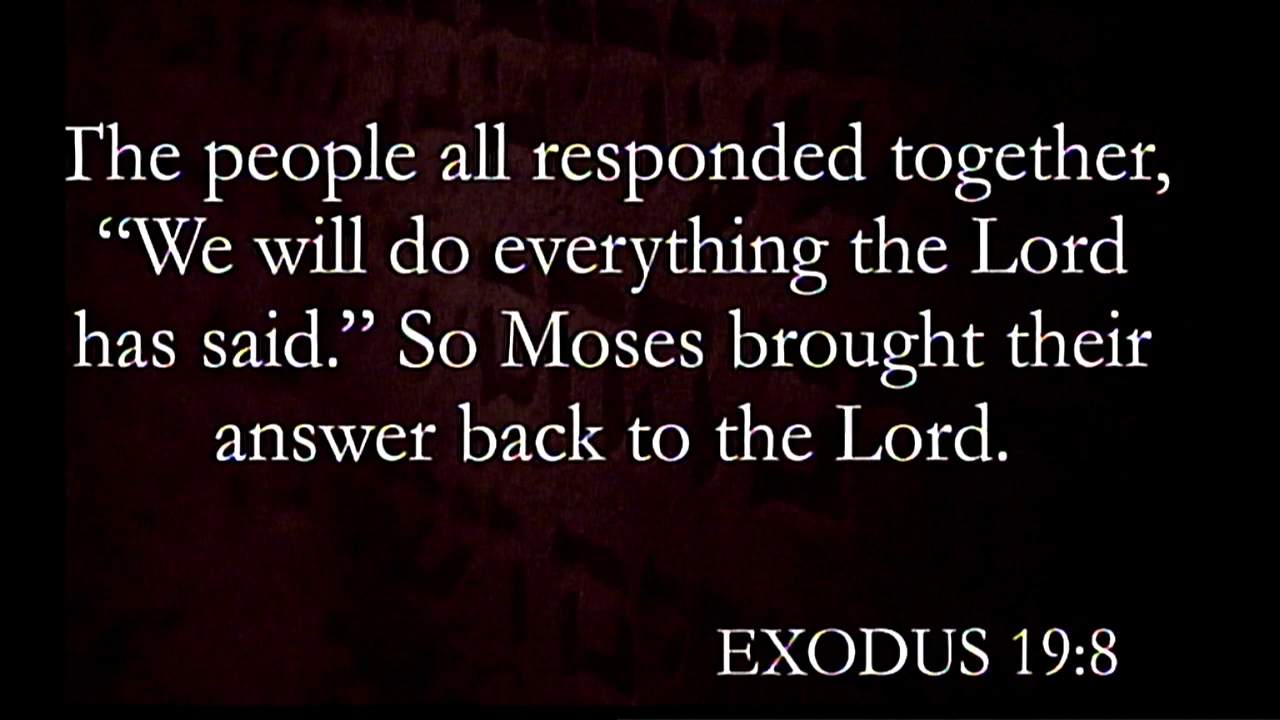 The people all responded together,
“We will do everything the Lord
has said.” So Moses brought their
answer back to the Lord.
EXODUS 19:8